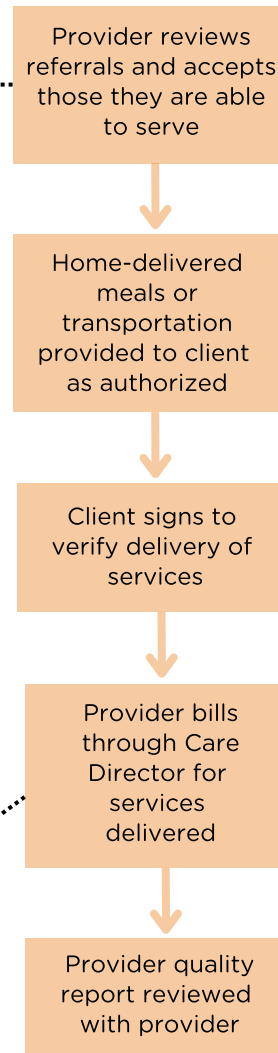 Provider reviews
referrals and accepts
those they are able
to serve
Home-delivered
meals or
transportation
provided to client
as authorized
Client signs to
verify delivery of
services
Provider bills
through Care
Director for
services
delivered
Provider quality
report reviewed
with provider